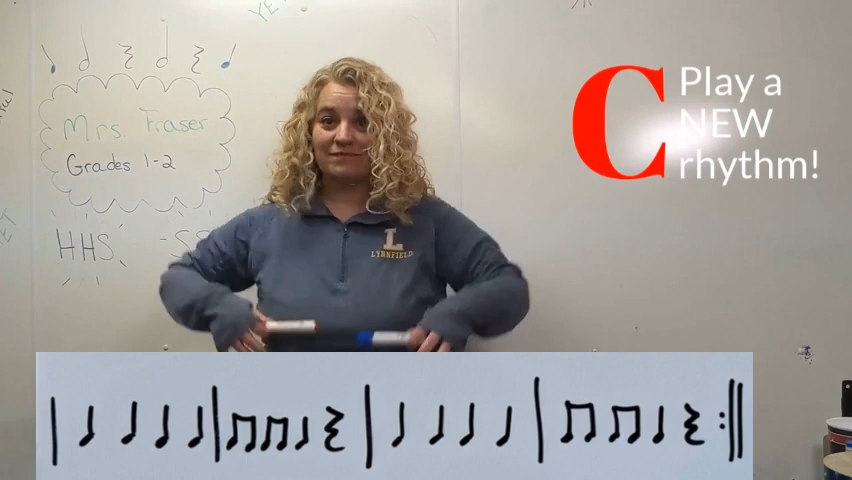 Mrs. Fraser
Grades 1-2
HHS
L
LYNNFIELD
C
Play a
NEW
rhythm!